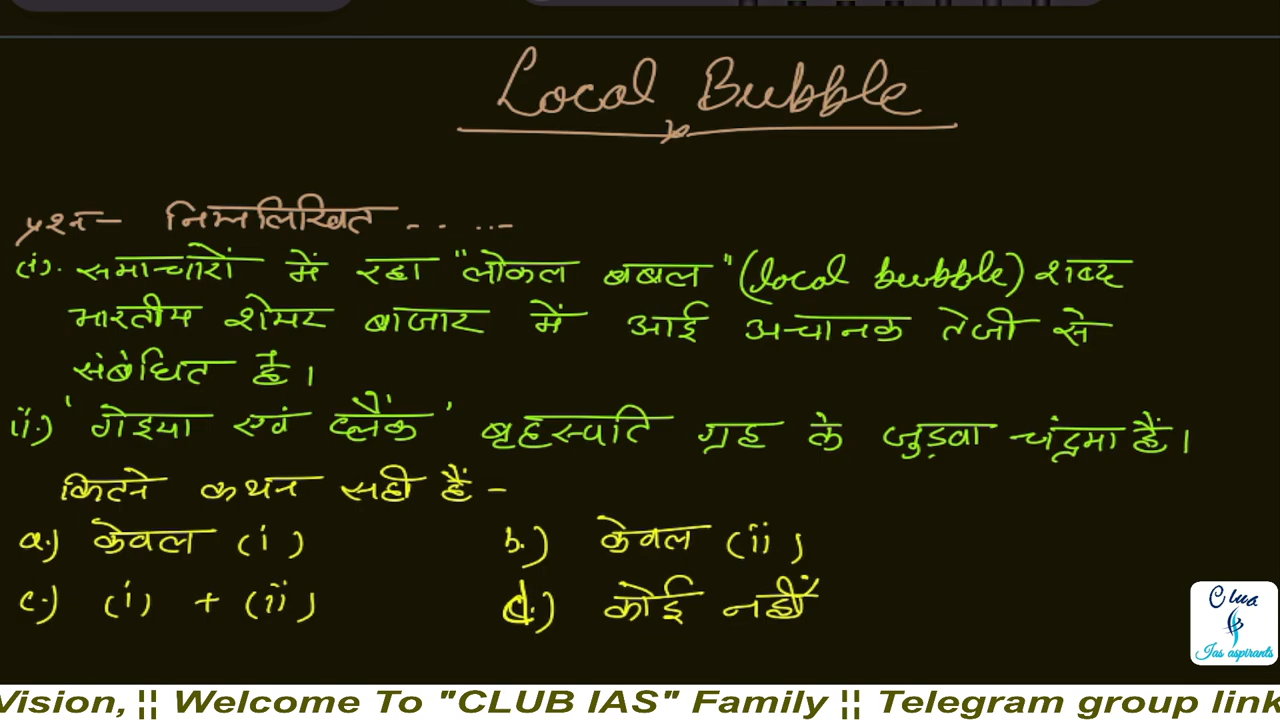 Local Bubble
प्रश्न- निम्नलिखित - . . . . -
(i). समाचारों में रहा "लोकल बबल" (local bubble) शब्द
भारतीय शेयर बाजार में आई अचानक तेजी से
संबंधित है।
ii.) 'गेइया एवं ब्लैक' बृहस्पति ग्रह के जुड़वा चंद्रमा हैं।
कितने कथन सही हैं -
a.) केवल (i) b.) केवल (ii)
c.) (i) + (ii) d.) कोई नहीं
Club
Ias aspirants
Vision, ¦¦ Welcome To "CLUB IAS" Family ¦¦ Telegram group link